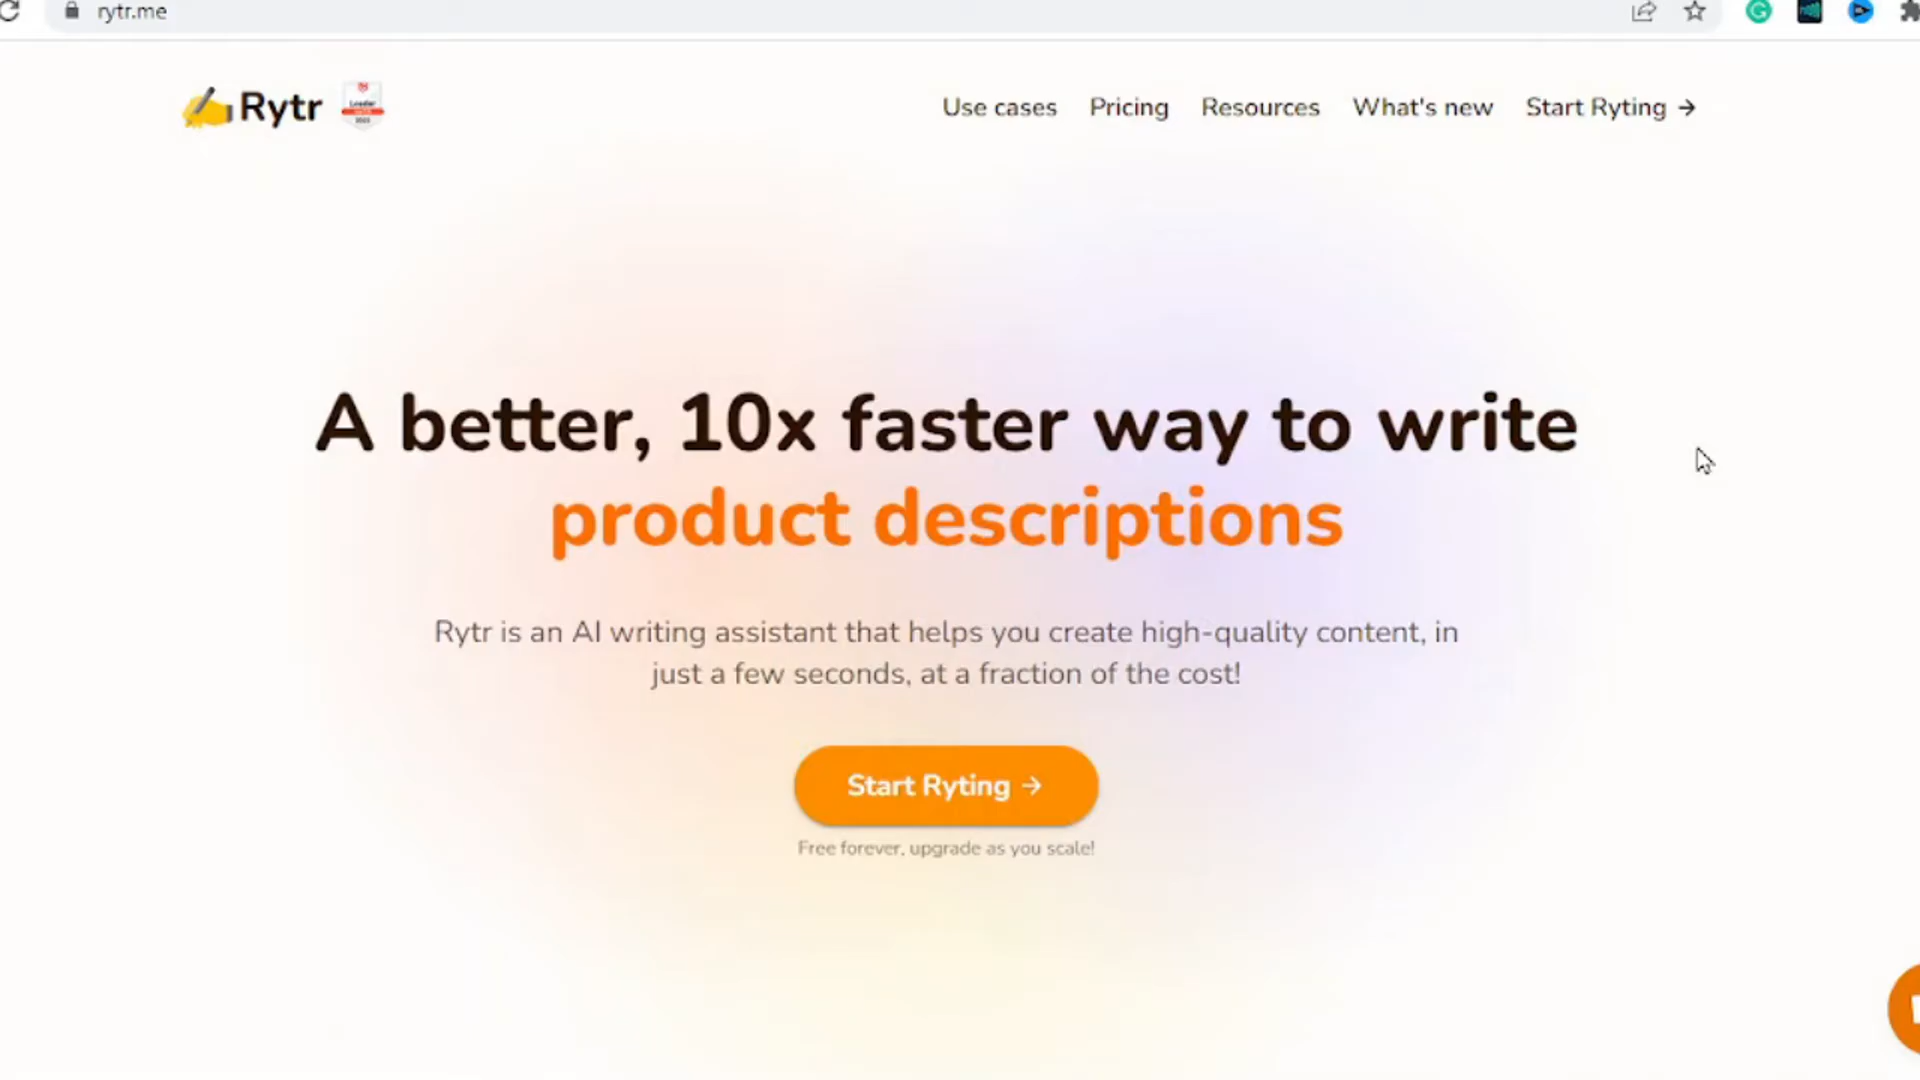 rytr.me
Rytr
Leader
Use cases Pricing Resources What's new Start Ryting →
A better, 10x faster way to write
product descriptions
Rytr is an AI writing assistant that helps you create high-quality content, in
just a few seconds, at a fraction of the cost!
Start Ryting →
Free forever, upgrade as you scale!